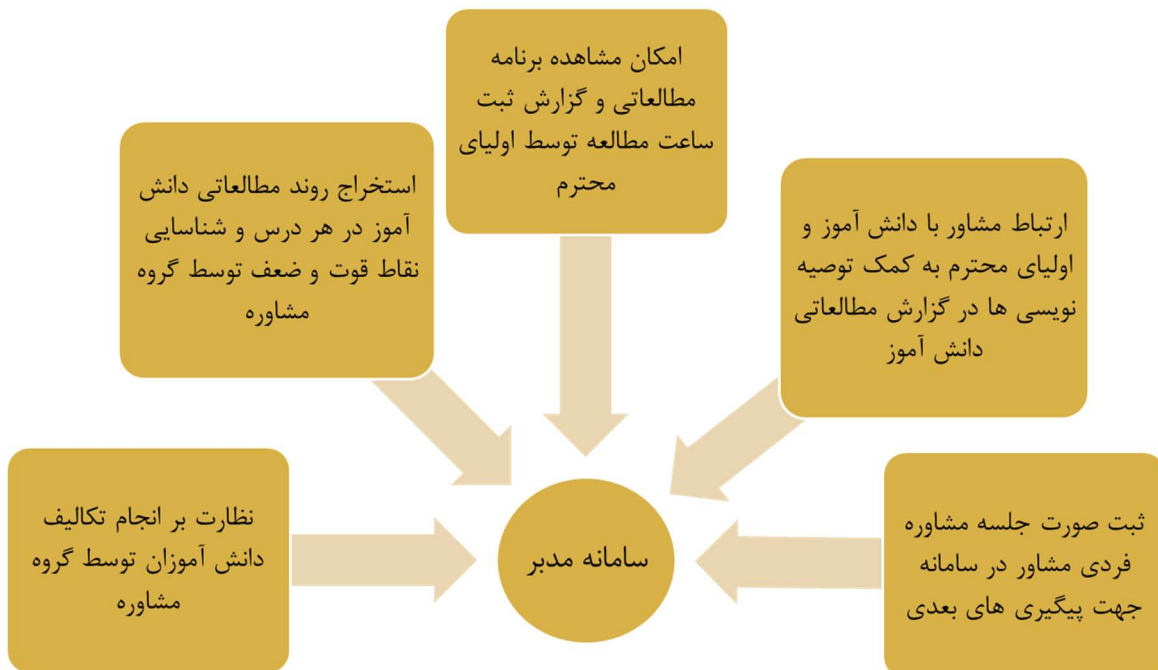 امکان مشاهده برنامه
مطالعاتی و گزارش ثبت
ساعت مطالعه توسط اولیای
محترم
ارتباط مشاور با دانش آموز و
اولیای محترم به کمک توصیه
نویسی ها در گزارش مطالعاتی
دانش آموز
استخراج روند مطالعاتی دانش
آموز در هر درس و شناسایی
نقاط قوت و ضعف توسط گروه
مشاوره
ثبت صورت جلسه مشاوره
فردی مشاور در سامانه
جهت پیگیری های بعدی
سامانه مدبر
نظارت بر انجام تکالیف
دانش آموزان توسط گروه
مشاوره